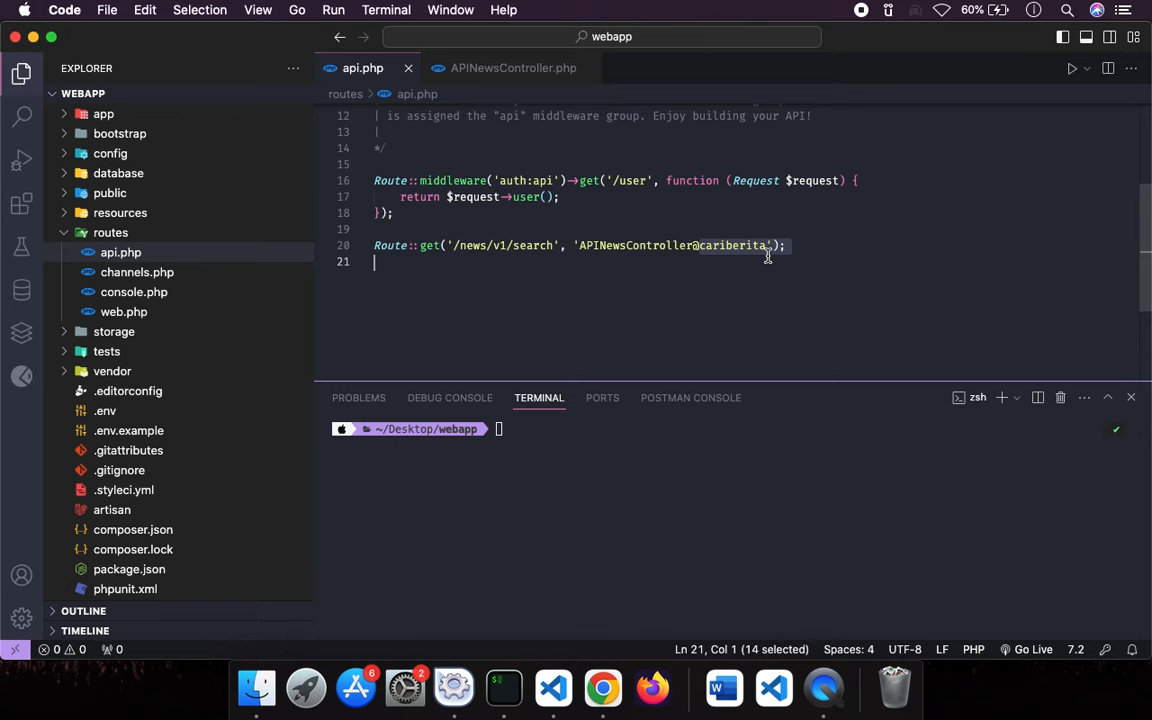 Code File Edit Selection View Go Run Terminal Window Help 60%
webapp
EXPLORER ··· api.php APINewsController.php
WEBAPP routes > api.php
app
bootstrap
config
database
public
resources
routes
api.php
channels.php
console.php
web.php
storage
tests
vendor
.editorconfig
.env
.env.example
.gitattributes
.gitignore
.styleci.yml
artisan
composer.json
composer.lock
package.json
phpunit.xml
OUTLINE
TIMELINE
12 | is assigned the "api" middleware group. Enjoy building your API!
13 |
14 */
15
16 Route::middleware('auth:api')->get('/user', function (Request $request) {
17 return $request->user();
18 });
19
20 Route::get('/news/v1/search', 'APINewsController@cariberita');
21
PROBLEMS DEBUG CONSOLE TERMINAL PORTS POSTMAN CONSOLE zsh
~/Desktop/webapp
0 0 0 Ln 21, Col 1 (14 selected) Spaces: 4 UTF-8 LF PHP Go Live 7.2
6 2